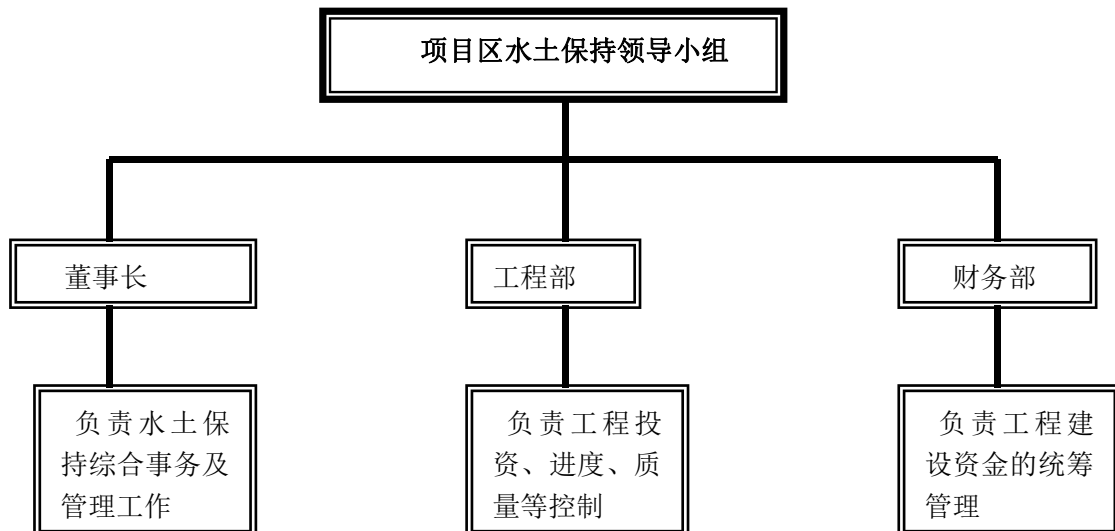 项目区水土保持领导小组
董事长
工程部
财务部
负责水土保
持综合事务及
管理工作
负责工程投
资、进度、质
量等控制
负责工程建
设资金的统筹
管理